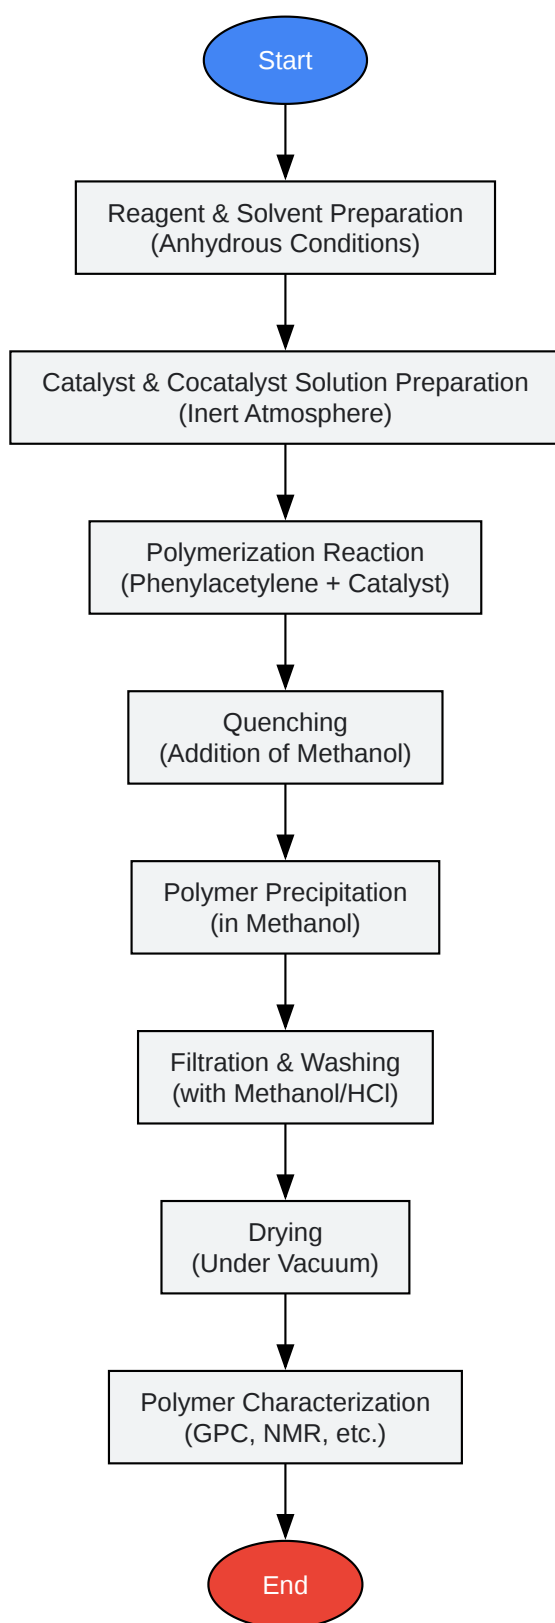 Start
Reagent & Solvent Preparation
(Anhydrous Conditions)
Catalyst & Cocatalyst Solution Preparation
(Inert Atmosphere)
Polymerization Reaction
(Phenylacetylene + Catalyst)
Quenching
(Addition of Methanol)
Polymer Precipitation
(in Methanol)
Filtration & Washing
(with Methanol/HCl)
Drying
(Under Vacuum)
Polymer Characterization
(GPC, NMR, etc.)
End